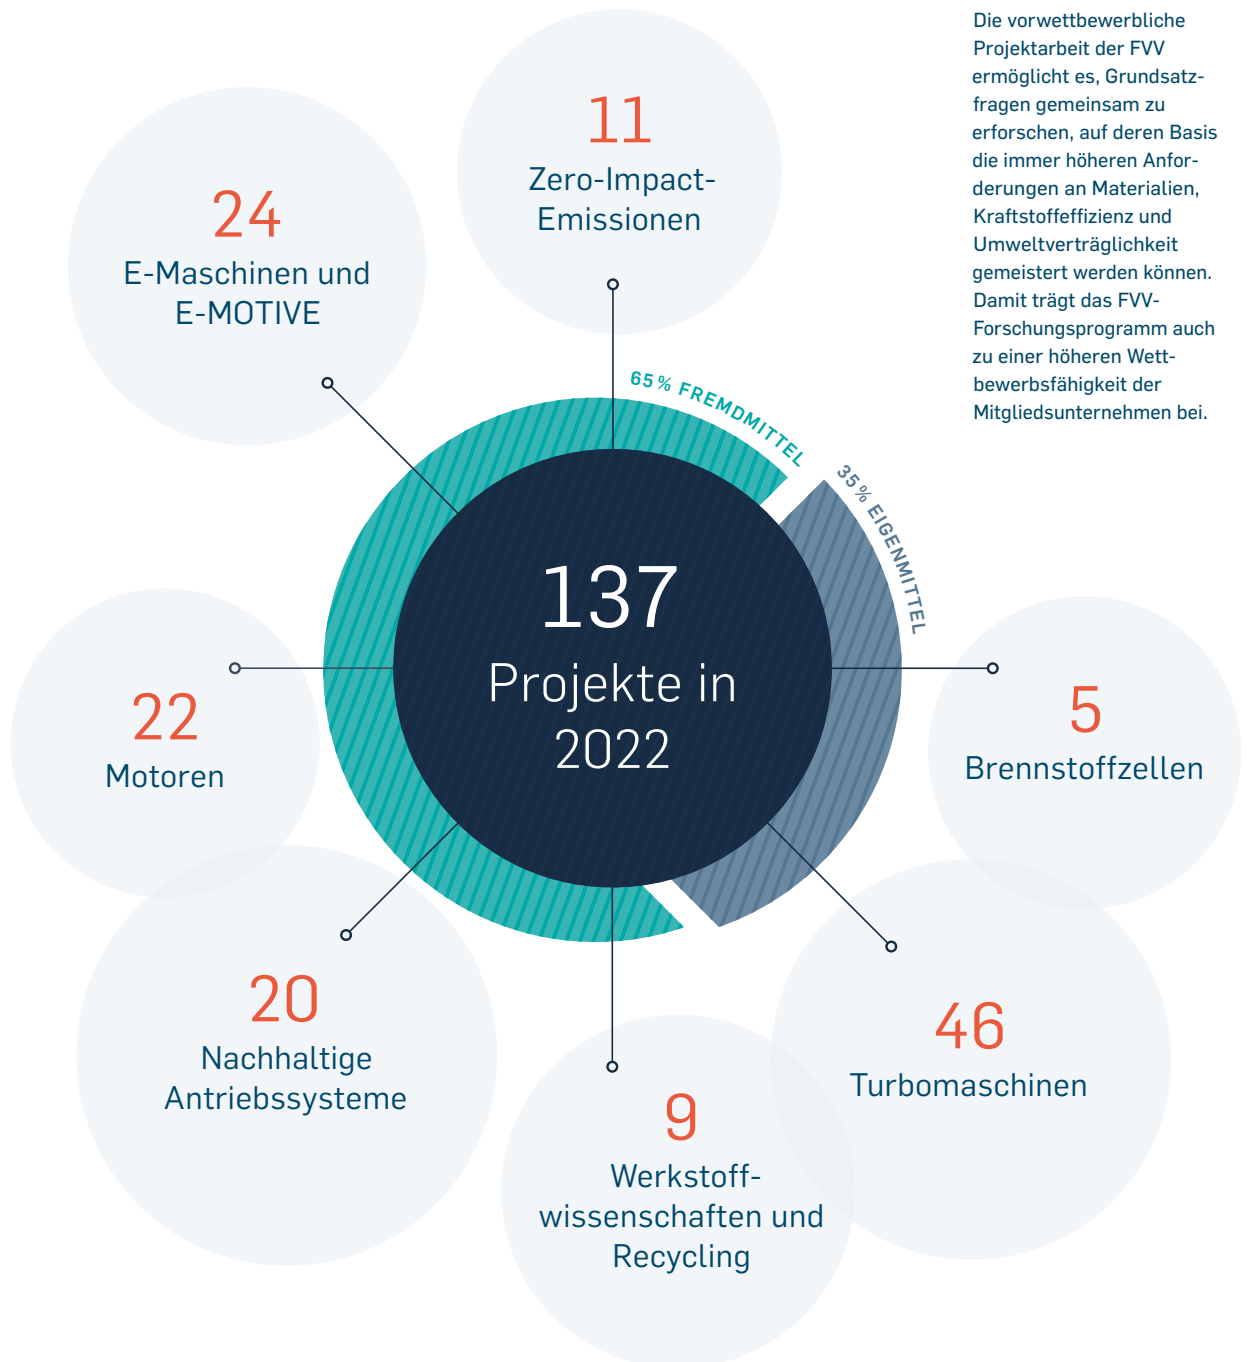 Die vorwettbewerbliche
Projektarbeit der FVV
ermöglicht es, Grundsatz-
fragen gemeinsam zu
erforschen, auf deren Basis
die immer höheren Anfor-
derungen an Materialien,
Kraftstoffeffizienz und
Umweltverträglichkeit
gemeistert werden können.
Damit trägt das FVV-
Forschungsprogramm auch
zu einer höheren Wett-
bewerbsfähigkeit der
Mitgliedsunternehmen bei.
11
Zero-Impact-
Emissionen
24
E-Maschinen und
E-MOTIVE
65 % FREMDMITTEL
35 % EIGENMITTEL
137
Projekte in
2022
22
Motoren
5
Brennstoffzellen
20
Nachhaltige
Antriebssysteme
46
Turbomaschinen
9
Werkstoff-
wissenschaften und
Recycling